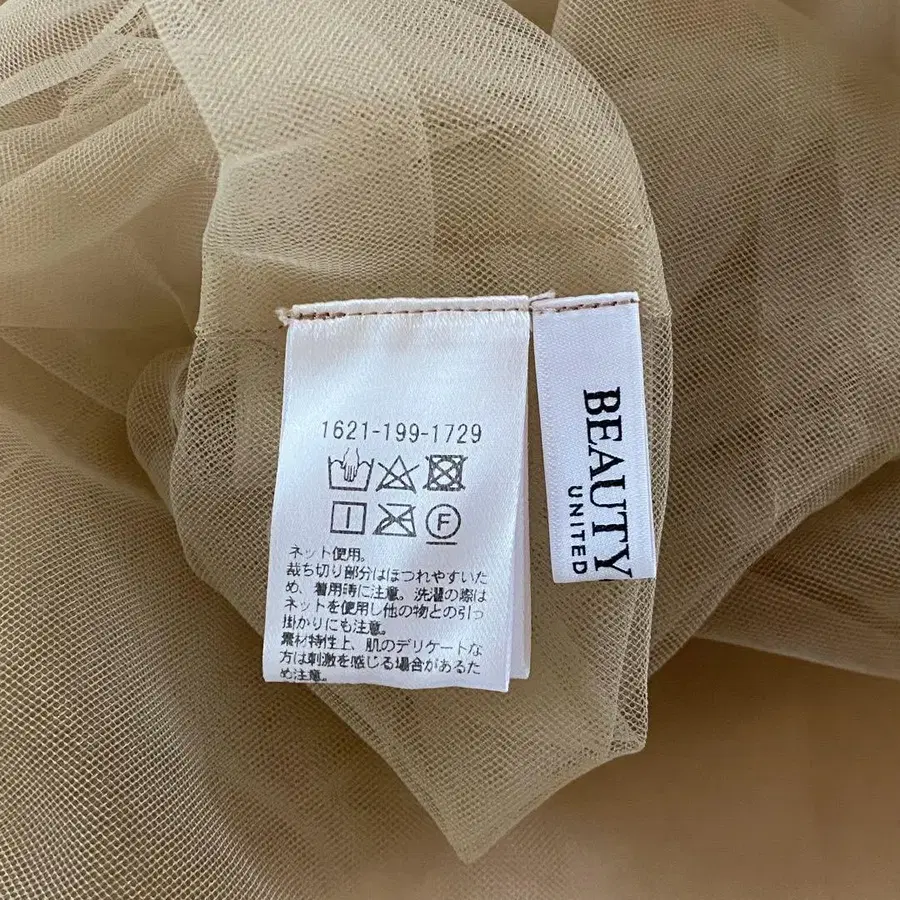 1621-199-1729
F
ネット使用。
裁ち切り部分はほつれやすいた
め、着用時に注意。洗濯の際は
ネットを使用し他の物との引っ
掛かりにも注意。
素材特性上、肌のデリケートな
方は刺激を感じる場合があるた
め注意。
BEAUTY
UNITED